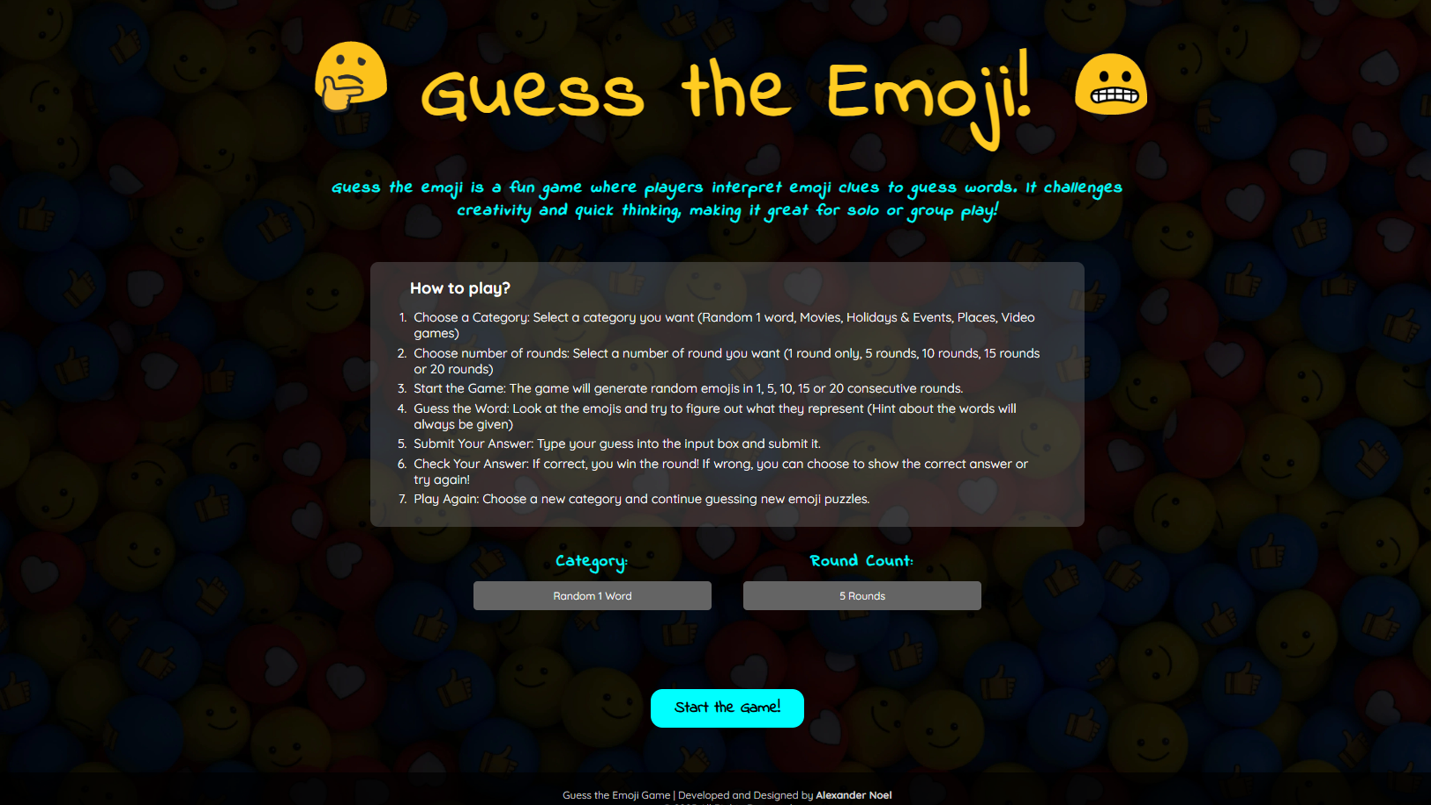 Guess the Emoji!
Guess the emoji is a fun game where players interpret emoji clues to guess words. It challenges
creativity and quick thinking, making it great for solo or group play!
How to play?
1. Choose a Category: Select a category you want (Random 1 word, Movies, Holidays & Events, Places, Video
games)
2. Choose number of rounds: Select a number of round you want (1 round only, 5 rounds, 10 rounds, 15 rounds
or 20 rounds)
3. Start the Game: The game will generate random emojis in 1, 5, 10, 15 or 20 consecutive rounds.
4. Guess the Word: Look at the emojis and try to figure out what they represent (Hint about the words will
always be given)
5. Submit Your Answer: Type your guess into the input box and submit it.
6. Check Your Answer: If correct, you win the round! If wrong, you can choose to show the correct answer or
try again!
7. Play Again: Choose a new category and continue guessing new emoji puzzles.
Category:
Round Count:
Random 1 Word
5 Rounds
Start the Game!
Guess the Emoji Game | Developed and Designed by Alexander Noel